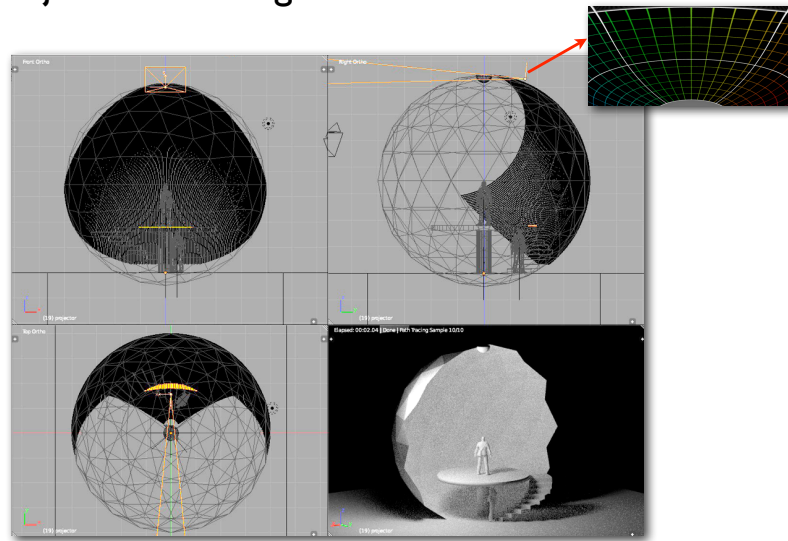 Front Ortho
Right Ortho
(19) projector
(19) projector
Top Ortho
Elapsed: 00:02.04 | Done | Path Tracing Sample 10/10
(19) projector
(19) projector